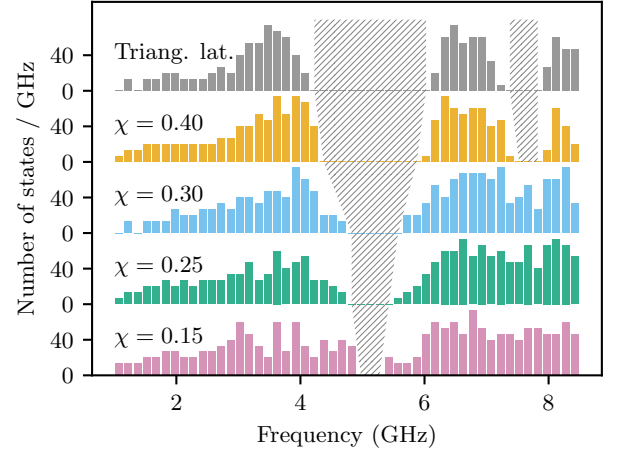 Triang. lat.
χ = 0.40
χ = 0.30
χ = 0.25
χ = 0.15
40
0
40
0
40
0
40
0
40
0
Number of states / GHz
2
4
6
8
Frequency (GHz)